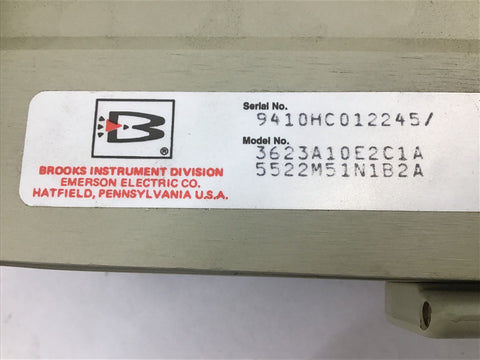 B
®
BROOKS INSTRUMENT DIVISION
EMERSON ELECTRIC CO.
HATFIELD, PENNSYLVANIA U.S.A.
Serial No.
9410HC012245/
Model No.
3623A10E2C1A
5522M51N1B2A